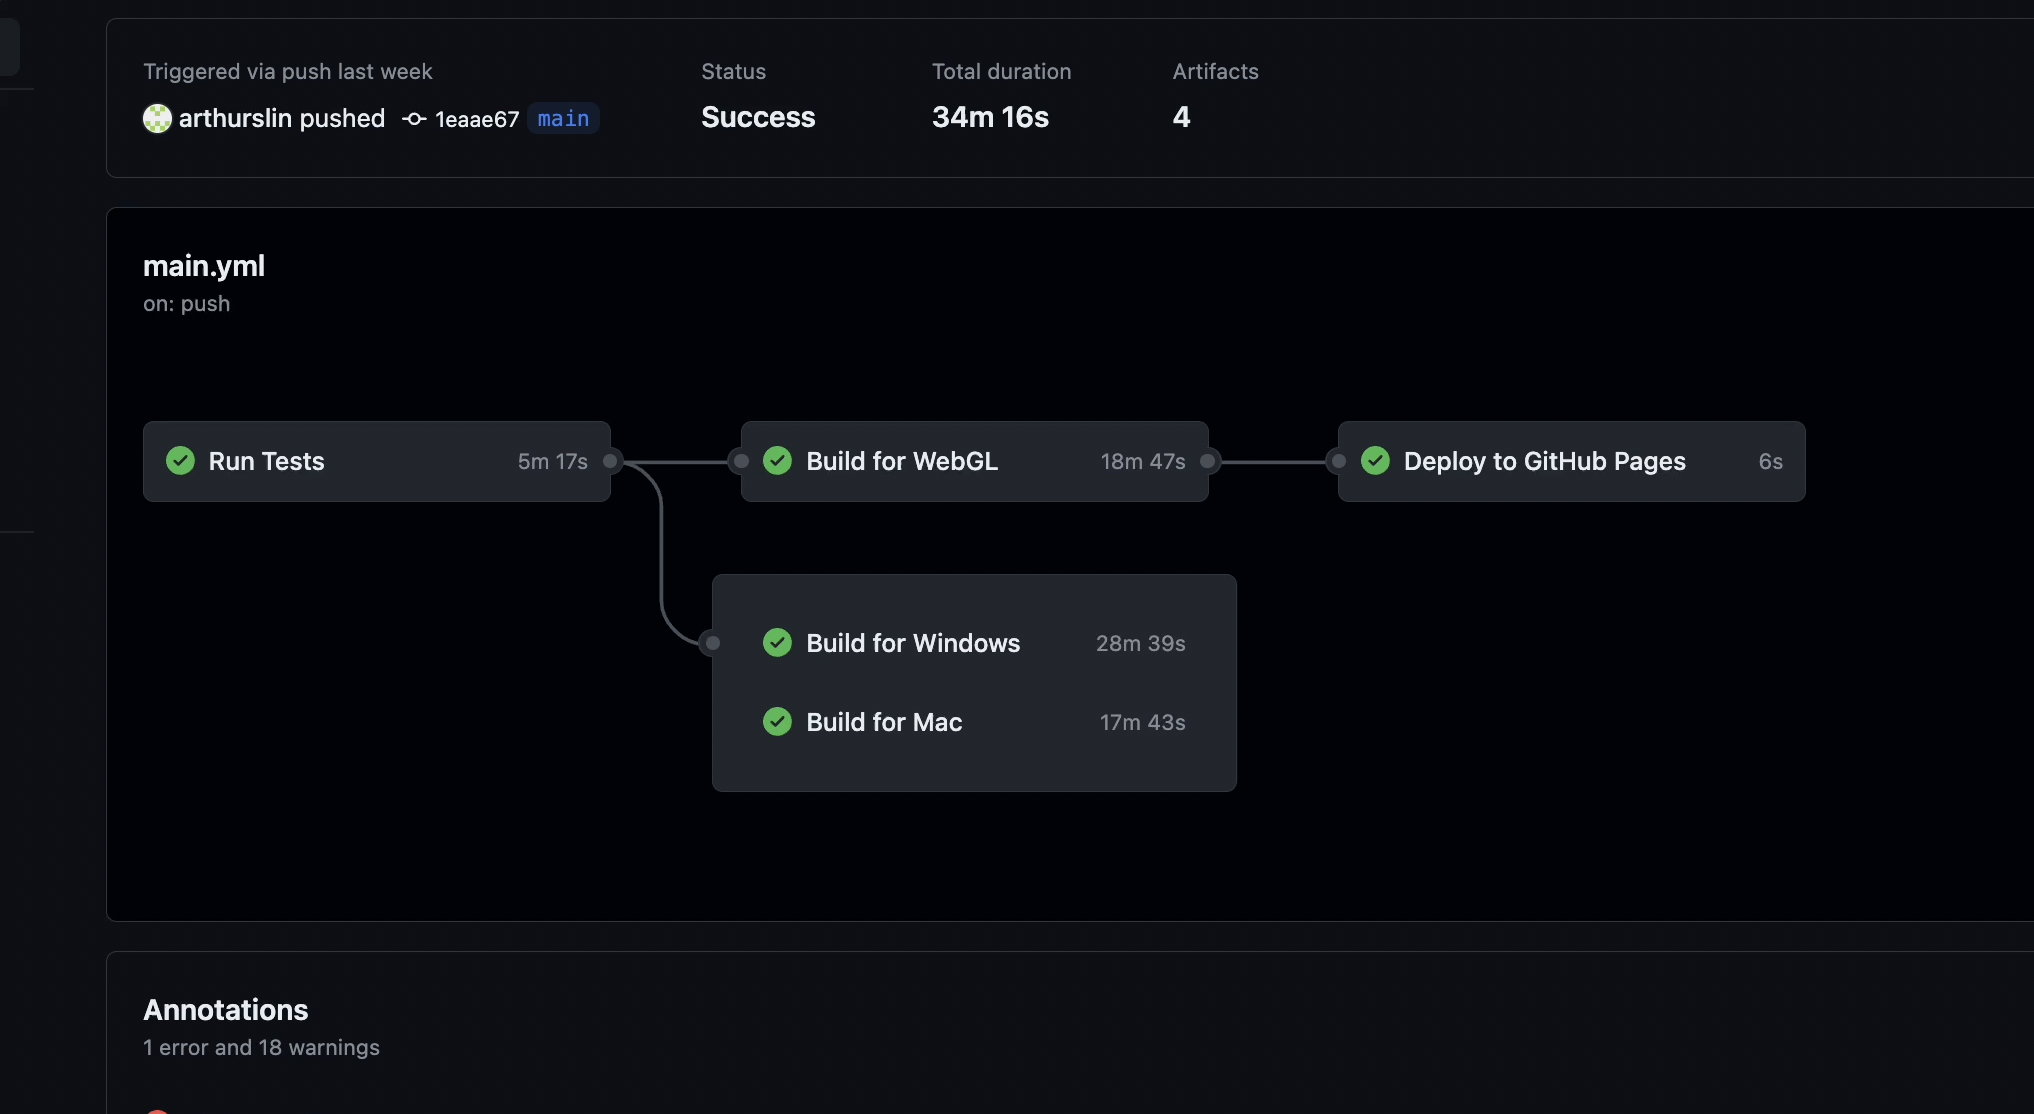 Triggered via push last week
arthurslin pushed 1eaae67 main
Status
Success
Total duration
34m 16s
Artifacts
4
main.yml
on: push
Run Tests 5m 17s
Build for WebGL 18m 47s
Deploy to GitHub Pages 6s
Build for Windows 28m 39s
Build for Mac 17m 43s
Annotations
1 error and 18 warnings